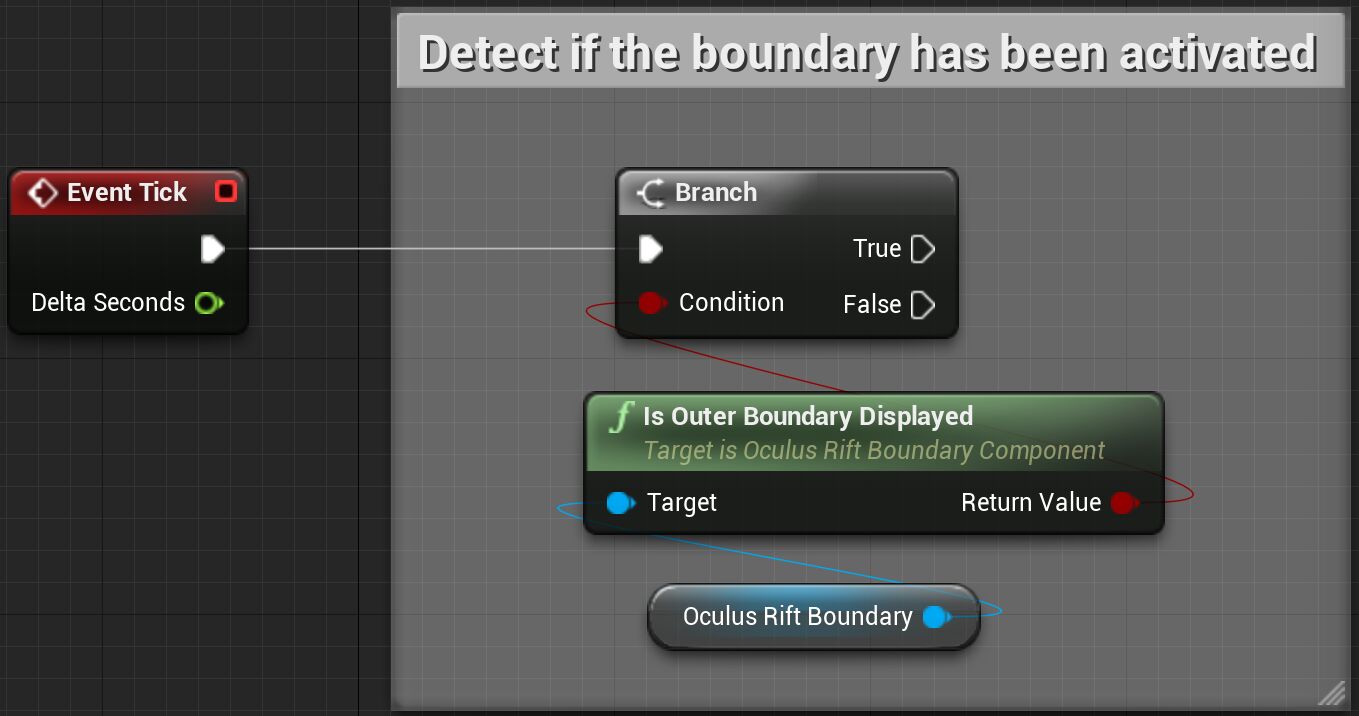 Detect if the boundary has been activated
Event Tick
Delta Seconds
Branch
True
Condition
False
Is Outer Boundary Displayed
Target is Oculus Rift Boundary Component
Target
Return Value
Oculus Rift Boundary